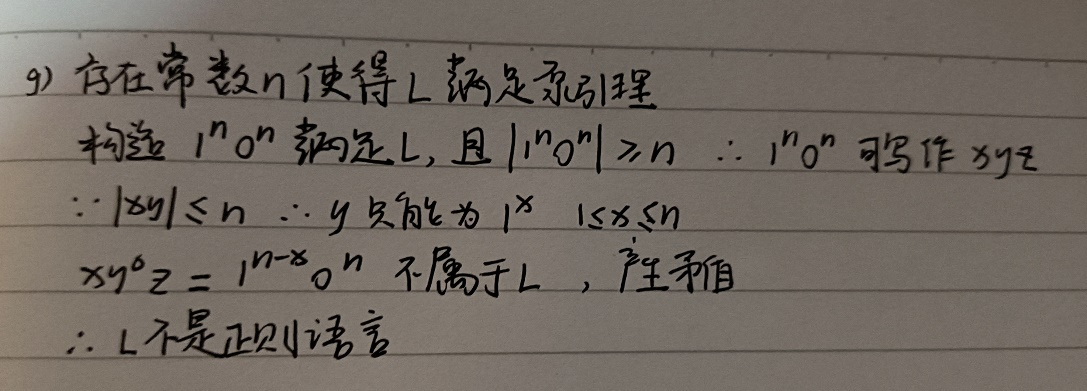 g) 存在常数n使得L满足泵引理
构造 1ⁿ0ⁿ 满足L, 且 |1ⁿ0ⁿ| ≥ n ∴ 1ⁿ0ⁿ 可写作 xyz
∵ |xy| ≤ n ∴ y 只能为 1ˣ 1≤x≤n
xy⁰z = 1ⁿ⁻ˣ0ⁿ 不属于L , 产生矛盾
∴ L不是正则语言